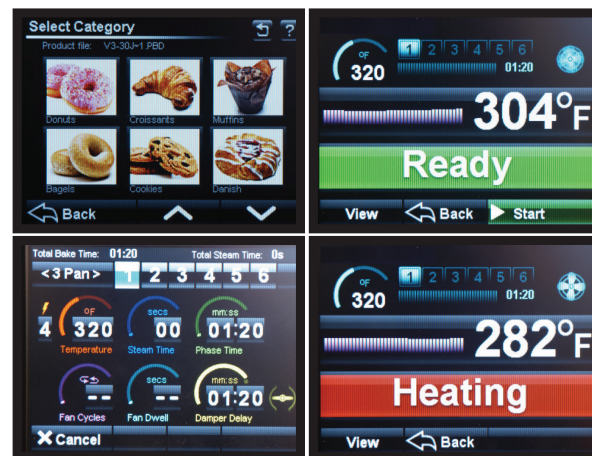 Select Category
?
Product file: V3-30J~1.PBD
Donuts Croissants Muffins
Bagels Cookies Danish
Back
OF
320
1 2 3 4 5 6
01:20
304°F
Ready
View Back Start
Total Bake Time: 01:20 Total Steam Time: 0s
<3 Pan> 1 2 3 4 5 6
4
OF
320
Temperature
secs
00
Steam Time
mm:ss
01:20
Phase Time
--
Fan Cycles
secs
--
Fan Dwell
mm:ss
01:20
Damper Delay
X Cancel
OF
320
1 2 3 4 5 6
01:20
282°F
Heating
View Back